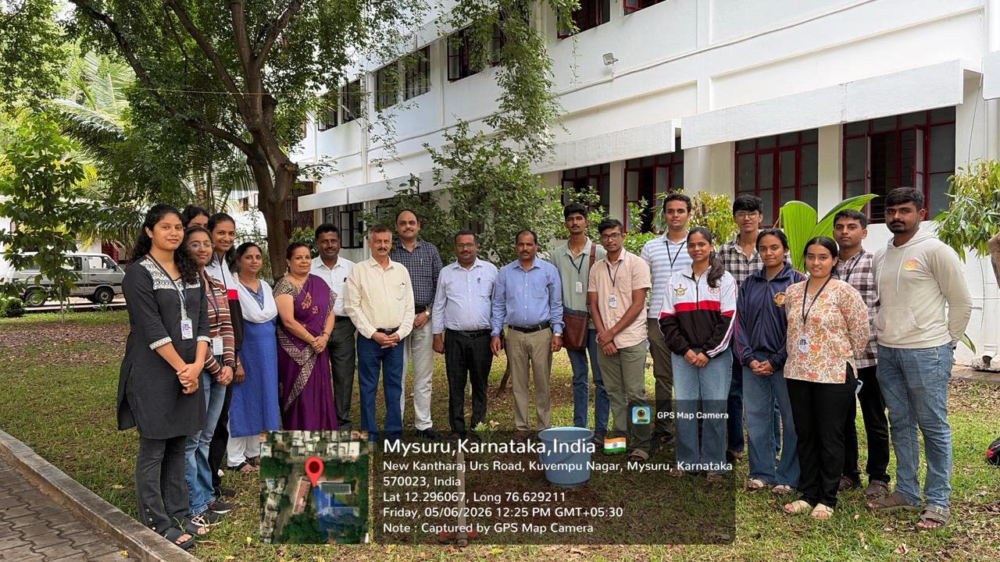 GPS Map Camera
Mysuru,Karnataka,India 🇮🇳
New Kantharaj Urs Road, Kuvempu Nagar, Mysuru, Karnataka
570023, India
Lat 12.296067, Long 76.629211
Friday, 05/06/2026 12:25 PM GMT+05:30
Note : Captured by GPS Map Camera